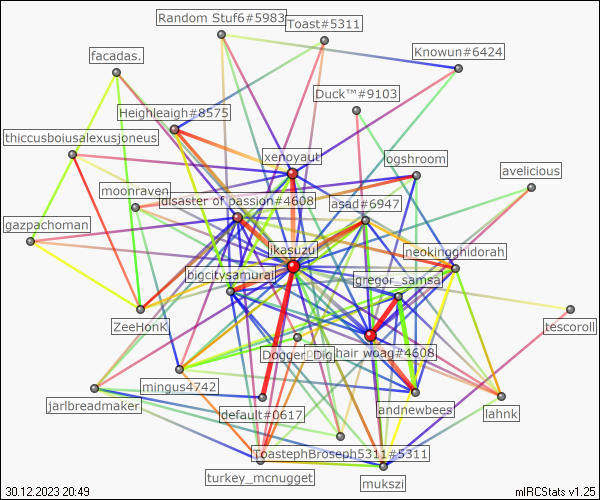 Random Stuf6#5983
Toast#5311
Knowun#6424
facadas.
Duck™#9103
Heighleaigh#8575
thiccusboiusalexusjoneus
xenoyaut
ogshroom
avelicious
moonraven
disaster of passion#4608
asad#6947
gazpachoman
ikasuzu
neokingghidorah
bigcitysamurai
gregor_samsa
ZeeHonk
tescoroll
Dogger
Dig
hair woag#4608
mingus4742
jarlbreadmaker
default#0617
andnewbees
lahnk
ToastephBroseph5311#5311
turkey_mcnugget
mukszi
30.12.2023 20:49
mIRCStats v1.25